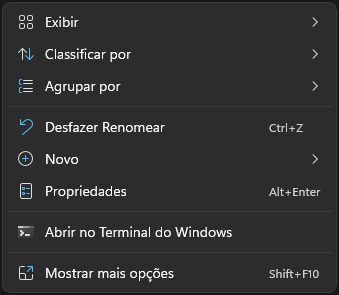 Exibir
Classificar por
Agrupar por
Desfazer Renomear Ctrl+Z
Novo
Propriedades Alt+Enter
Abrir no Terminal do Windows
Mostrar mais opções Shift+F10